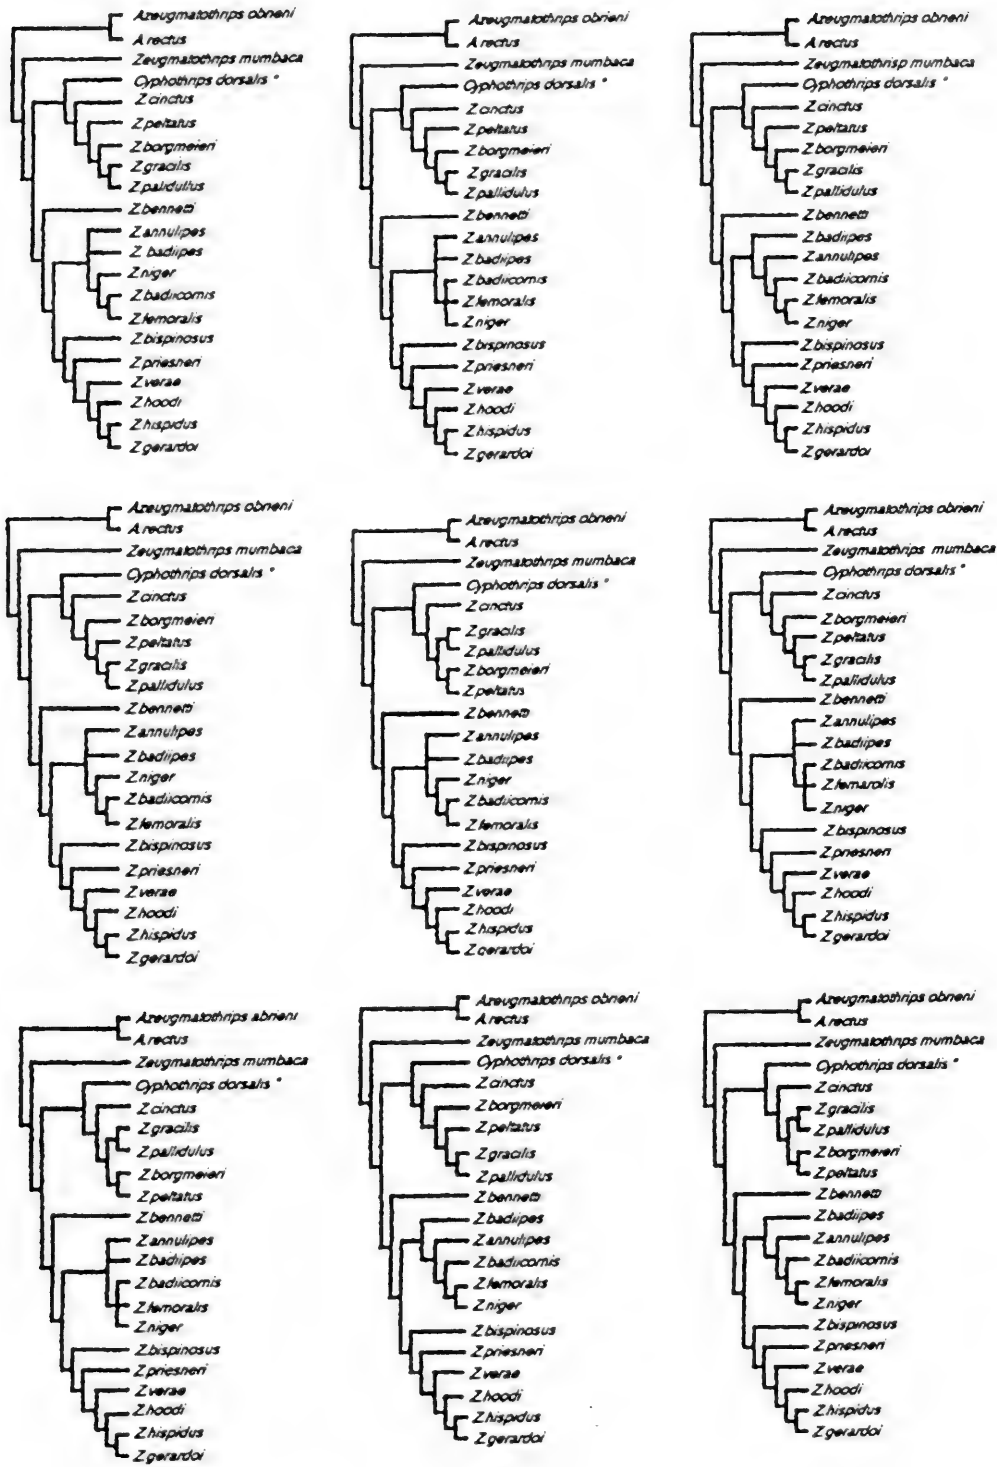 Azeugmatothrips obrieni
A.rectus
Zeugmatothrips mumbaca
Cyphothrips dorsalis *
Z.cinctus
Z.peltatus
Z.borgmeieri
Z.gracilis
Z.palidullus
Z.bennetti
Z.annulipes
Z.badiipes
Z.niger
Z.badiicornis
Z.femoralis
Z.bispinosus
Z.priesneri
Z.verae
Z.hoodi
Z.hispidus
Z.gerardoi
Azeugmatothrips obrieni
A.rectus
Zeugmatothrips mumbaca
Cyphothrips dorsalis *
Z.cinctus
Z.peltatus
Z.borgmeieri
Z.gracilis
Z.pallidulus
Z.bennetti
Z.annulipes
Z.badiipes
Z.badiicornis
Z.femoralis
Z.niger
Z.bispinosus
Z.priesneri
Z.verae
Z.hoodi
Z.hispidus
Z.gerardoi
Azeugmatothrips obrieni
A.rectus
Zeugmatothrisp mumbaca
Cyphothrips dorsalis *
Z.cinctus
Z.peltatus
Z.borgmeieri
Z.gracilis
Z.pallidulus
Z.bennetti
Z.badiipes
Z.annulipes
Z.badiicornis
Z.femoralis
Z.niger
Z.bispinosus
Z.priesneri
Z.verae
Z.hoodi
Z.hispidus
Z.gerardoi
Azeugmatothrips obrieni
A.rectus
Zeugmatothrips mumbaca
Cyphothrips dorsalis *
Z.cinctus
Z.borgmeieri
Z.peltatus
Z.gracilis
Z.pallidulus
Z.bennetti
Z.annulipes
Z.badiipes
Z.niger
Z.badiicornis
Z.femoralis
Z.bispinosus
Z.priesneri
Z.verae
Z.hoodi
Z.hispidus
Z.gerardoi
Azeugmatothrips obrieni
A.rectus
Zeugmatothrips mumbaca
Cyphothrips dorsalis *
Z.cinctus
Z.gracilis
Z.pallidulus
Z.borgmeieri
Z.peltatus
Z.bennetti
Z.annulipes
Z.badiipes
Z.niger
Z.badiicornis
Z.femoralis
Z.bispinosus
Z.priesneri
Z.verae
Z.hoodi
Z.hispidus
Z.gerardoi
Azeugmatothrips obrieni
A.rectus
Zeugmatothrips mumbaca
Cyphothrips dorsalis *
Z.cinctus
Z.borgmeieri
Z.peltatus
Z.gracilis
Z.pallidulus
Z.bennetti
Z.annulipes
Z.badiipes
Z.badiicornis
Z.femarolis
Z.niger
Z.bispinosus
Z.priesneri
Z.verae
Z.hoodi
Z.hispidus
Z.gerardoi
Azeugmatothrips abrieni
A.rectus
Zeugmatothrips mumbaca
Cyphothrips dorsalis *
Z.cinctus
Z.gracilis
Z.pallidulus
Z.borgmeieri
Z.peltatus
Z.bennetti
Z.annulipes
Z.badiipes
Z.badiicornis
Z.femoralis
Z.niger
Z.bispinosus
Z.priesneri
Z.verae
Z.hoodi
Z.hispidus
Z.gerardoi
Azeugmatothrips obrieni
A.rectus
Zeugmatothrips mumbaca
Cyphothrips dorsalis *
Z.cinctus
Z.borgmeieri
Z.peltatus
Z.gracilis
Z.pallidulus
Z.bennetti
Z.badiipes
Z.annulipes
Z.badiicornis
Z.femoralis
Z.niger
Z.bispinosus
Z.priesneri
Z.verae
Z.hoodi
Z.hispidus
Z.gerardoi
Azeugmatothrips obrieni
A.rectus
Zeugmatothrips mumbaca
Cyphothrips dorsalis *
Z.cinctus
Z.gracilis
Z.pallidulus
Z.borgmeieri
Z.peltatus
Z.bennetti
Z.badiipes
Z.annulipes
Z.badiicornis
Z.femoralis
Z.niger
Z.bispinosus
Z.priesneri
Z.verae
Z.hoodi
Z.hispidus
Z.gerardoi